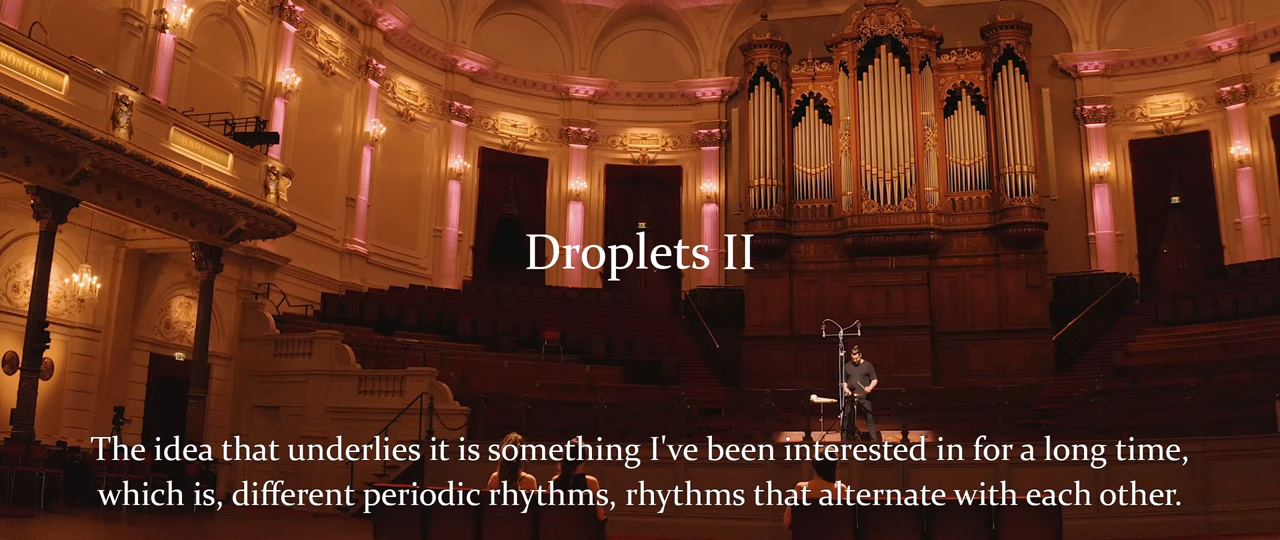 RÖNTGEN
Droplets II
The idea that underlies it is something I've been interested in for a long time,
which is, different periodic rhythms, rhythms that alternate with each other.